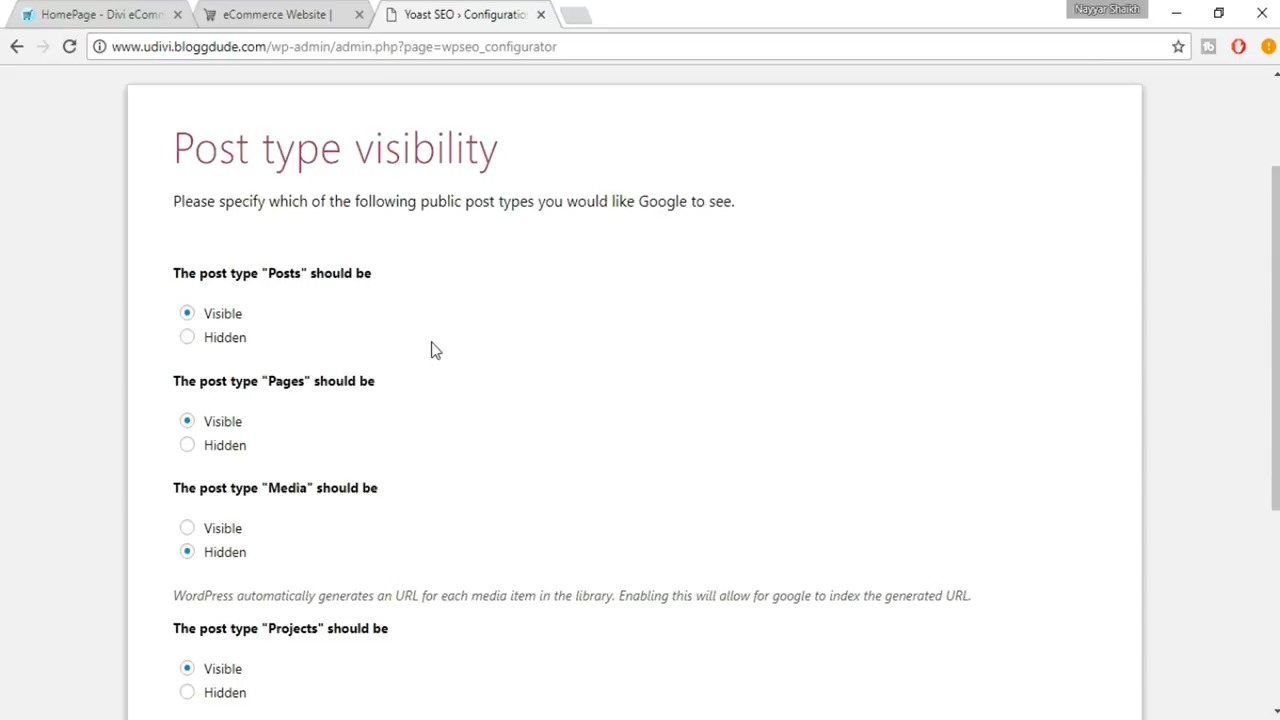 HomePage - Divi eComm
eCommerce Website |
Yoast SEO › Configuratio
Nayyar Shaikh
www.udivi.bloggdude.com/wp-admin/admin.php?page=wpseo_configurator
Post type visibility
Please specify which of the following public post types you would like Google to see.
The post type "Posts" should be
Visible
Hidden
The post type "Pages" should be
Visible
Hidden
The post type "Media" should be
Visible
Hidden
WordPress automatically generates an URL for each media item in the library. Enabling this will allow for google to index the generated URL.
The post type "Projects" should be
Visible
Hidden